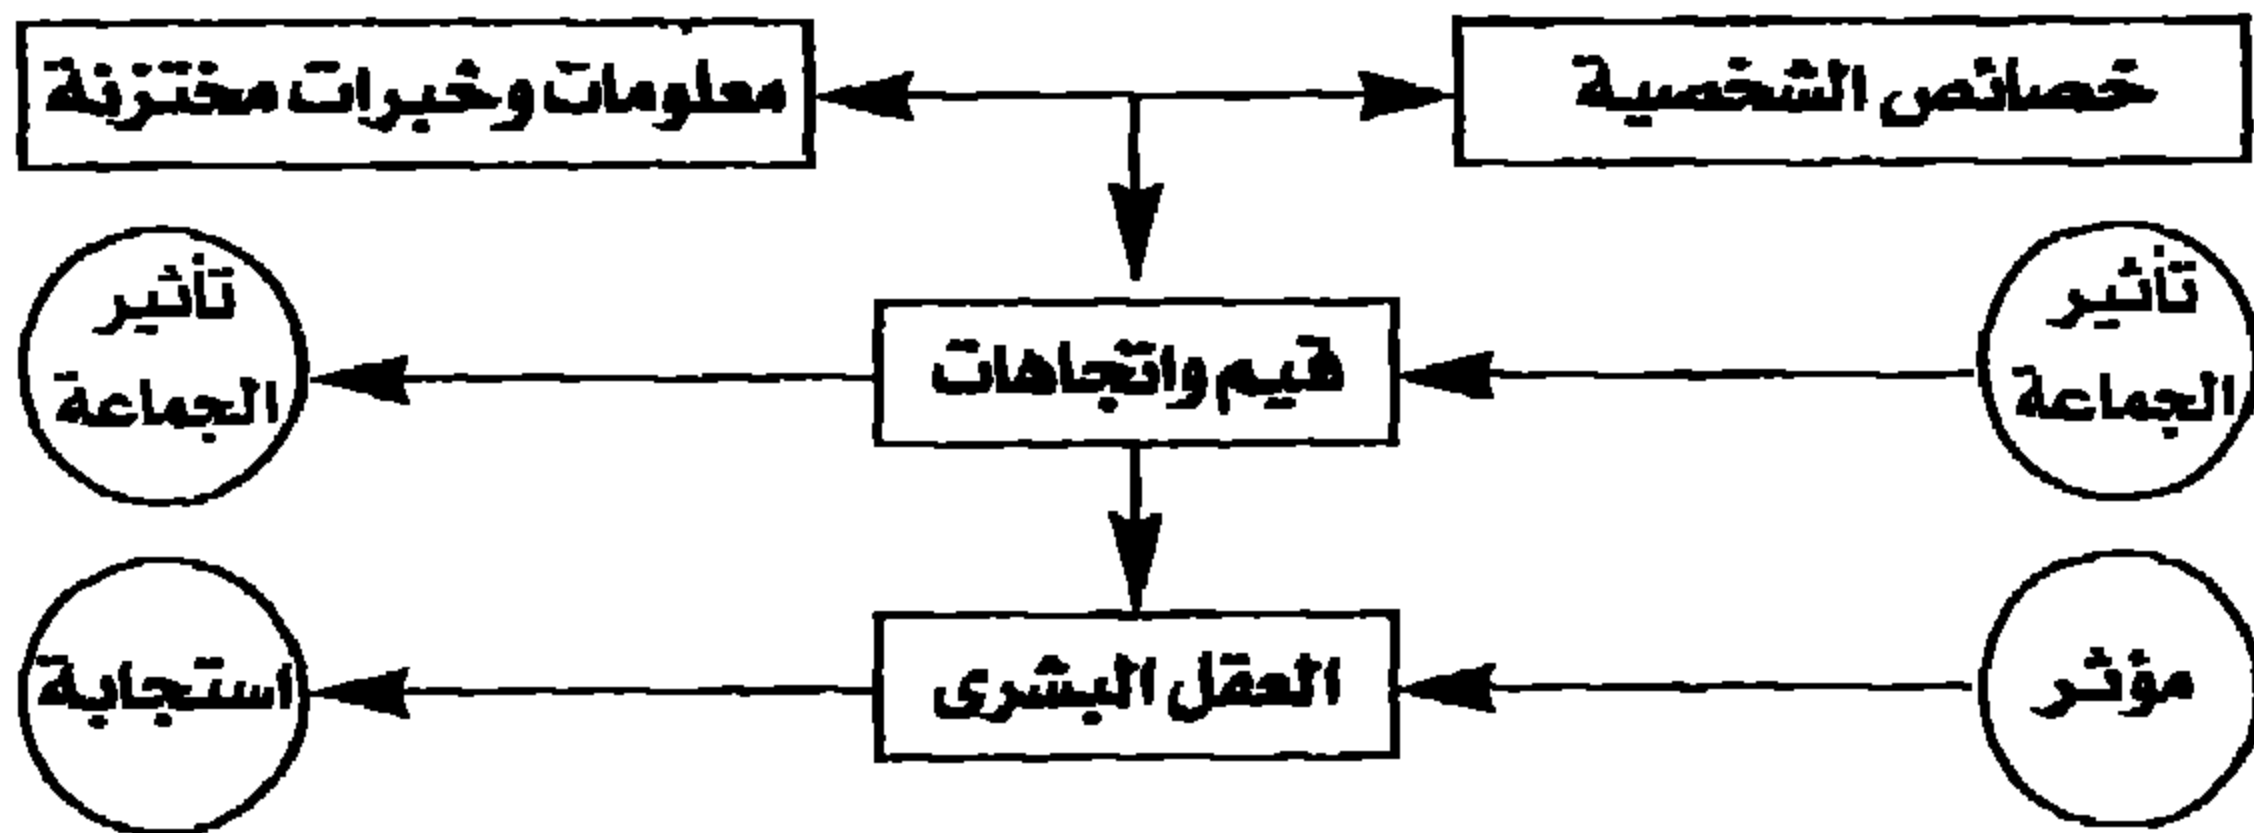 خصائص الشخصية
معلومات وخبرات مختزنة
تأثير
الجماعة
قيم واتجاهات
تأثير
الجماعة
مؤثر
العقل البشرى
استجابة